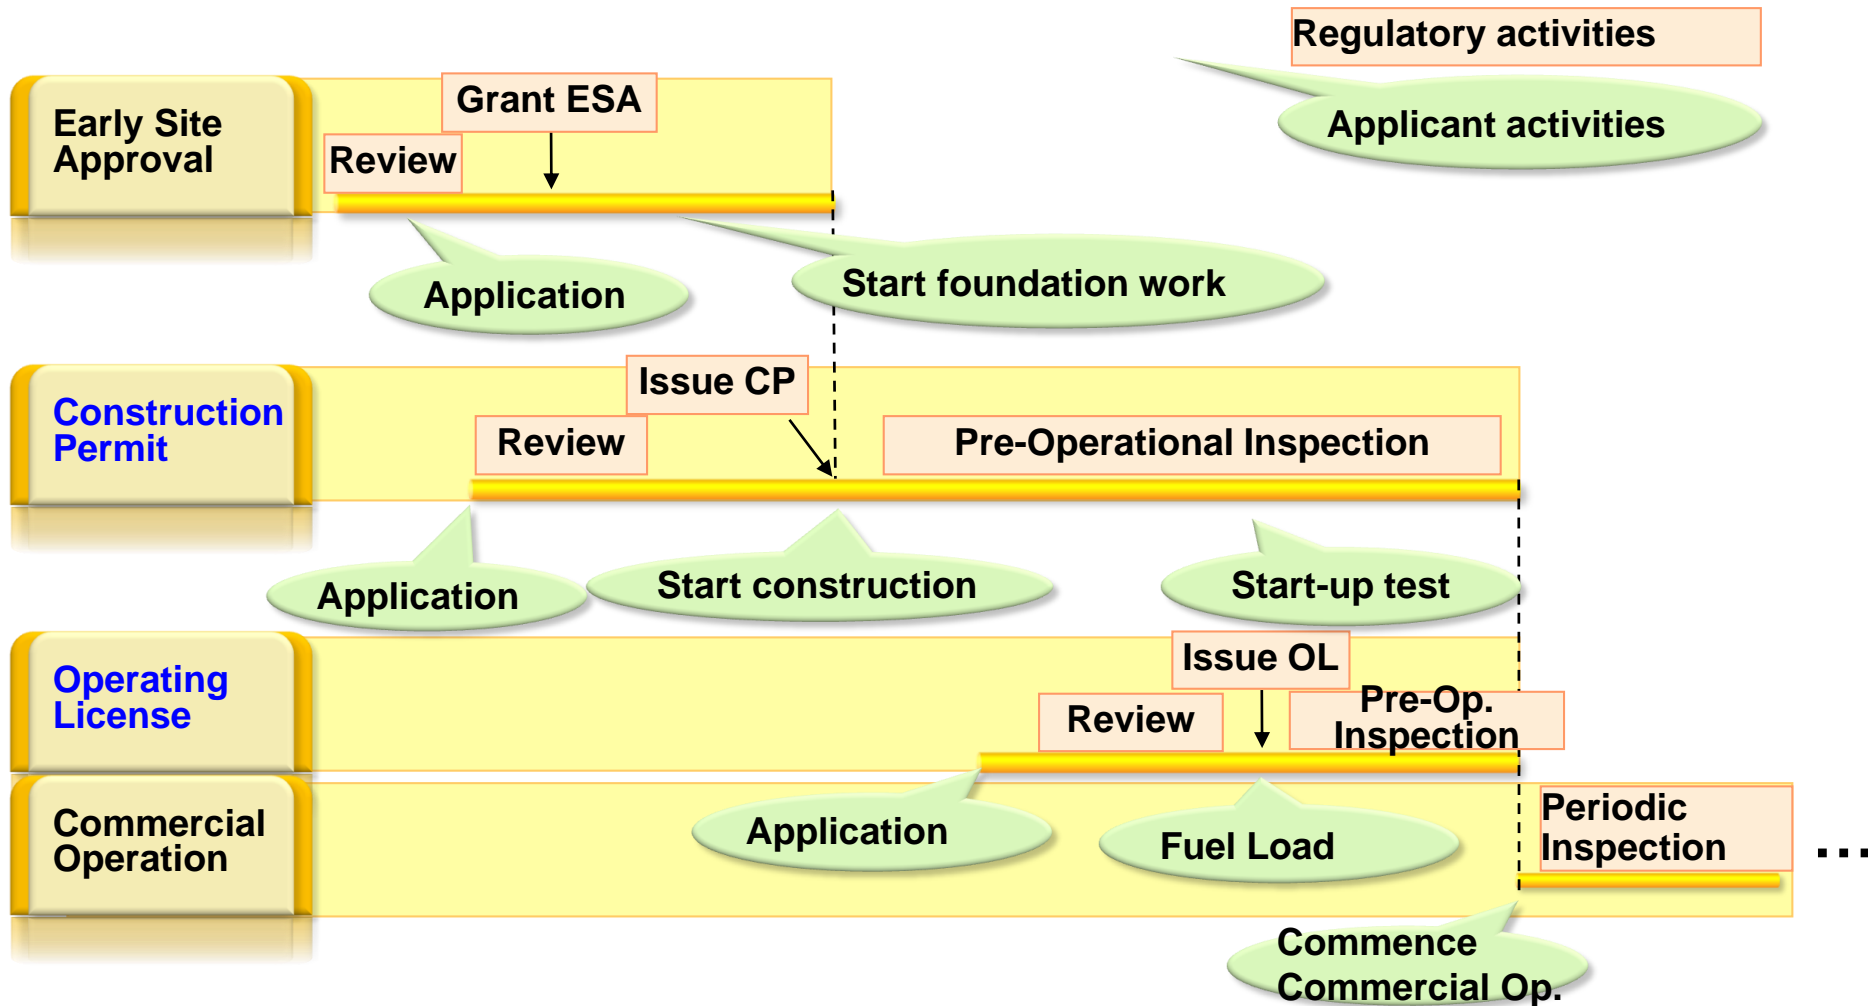 Regulatory activities
Applicant activities
Early Site
Approval
Grant ESA
Review
Application
Start foundation work
Construction
Permit
Issue CP
Review
Pre-Operational Inspection
Application
Start construction
Start-up test
Operating
License
Issue OL
Review
Pre-Op.
Inspection
Application
Fuel Load
Commercial
Operation
Periodic
Inspection
...
Commence
Commercial Op.